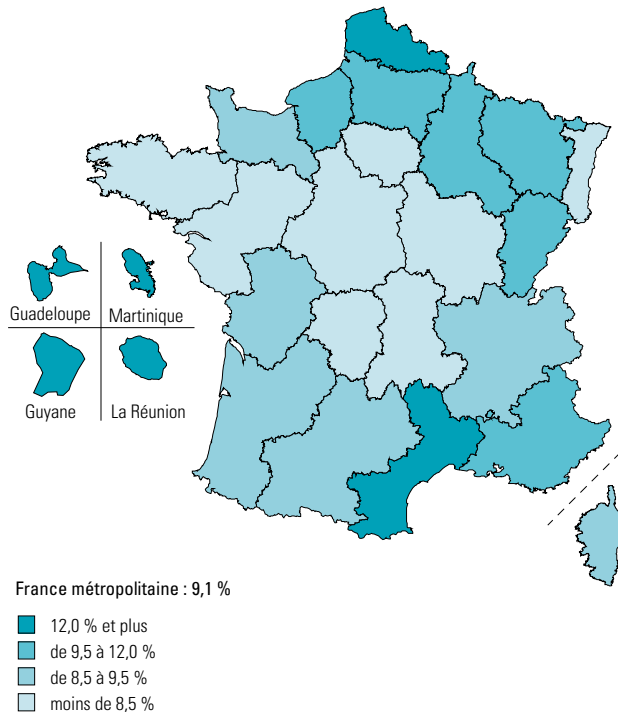 Guadeloupe
Martinique
Guyane
La Réunion
France métropolitaine : 9,1 %
12,0 % et plus
de 9,5 à 12,0 %
de 8,5 à 9,5 %
moins de 8,5 %